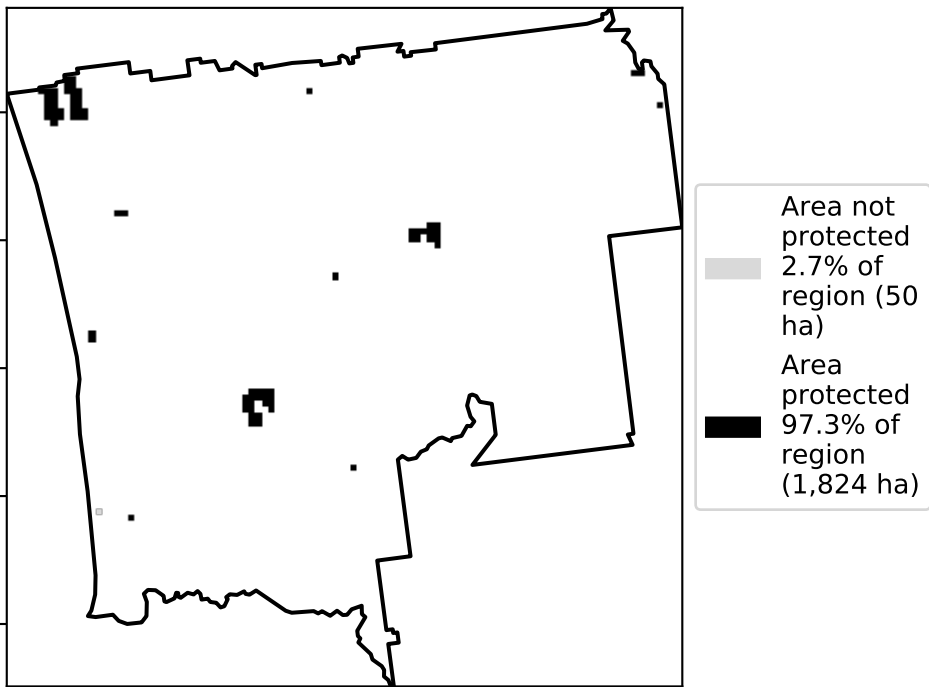 Area not
protected
2.7% of
region (50
ha)
Area
protected
97.3% of
region
(1,824 ha)